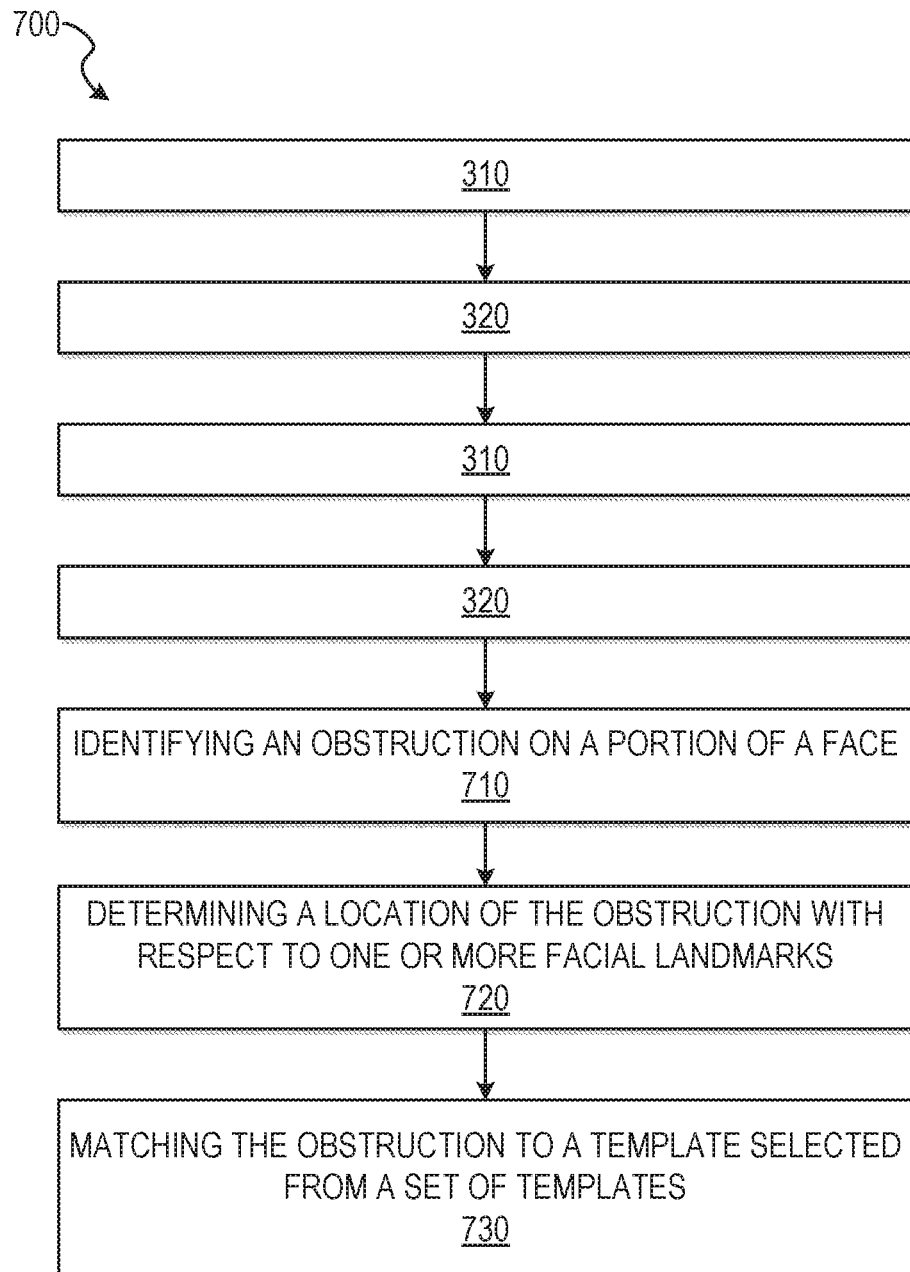 700
310
320
310
320
IDENTIFYING AN OBSTRUCTION ON A PORTION OF A FACE
710
DETERMINING A LOCATION OF THE OBSTRUCTION WITH
RESPECT TO ONE OR MORE FACIAL LANDMARKS
720
MATCHING THE OBSTRUCTION TO A TEMPLATE SELECTED
FROM A SET OF TEMPLATES
730